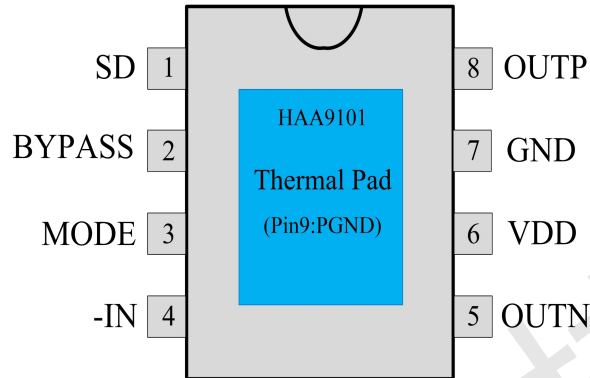 SD 1
8 OUTP
HAA9101
BYPASS 2
7 GND
Thermal Pad
(Pin9:PGND)
MODE 3
6 VDD
-IN 4
5 OUTN